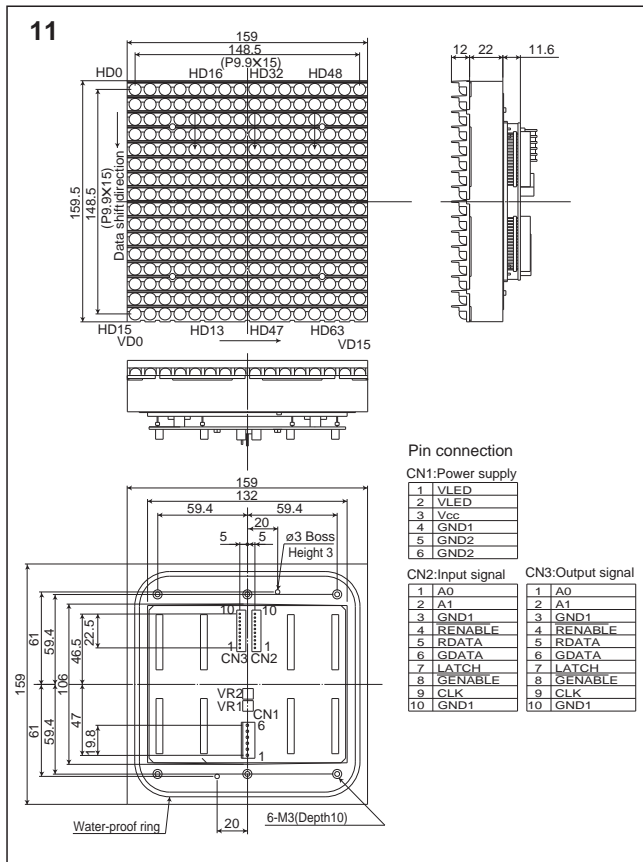 11
159
148.5
(P9.9X15)
HD0 HD16 HD32 HD48
12 22 11.6
159.5
148.5
(P9.9X15)
Data shift direction
HD15 HD13 HD47 HD63
VD0 VD15
Pin connection
CN1:Power supply
1 VLED
2 VLED
3 Vcc
4 GND1
5 GND2
6 GND2
CN2:Input signal
1 A0
2 A1
3 GND1
4 RENABLE
5 RDATA
6 GDATA
7 LATCH
8 GENABLE
9 CLK
10 GND1
CN3:Output signal
1 A0
2 A1
3 GND1
4 RENABLE
5 RDATA
6 GDATA
7 LATCH
8 GENABLE
9 CLK
10 GND1
159
132
59.4 59.4
20
5 5 ø3 Boss
Height 3
10 10
1 1
CN3 CN2
159
61
59.4
106
46.5
22.5
VR2
VR1
CN1
6
1
61
59.4
47
19.8
Water-proof ring
20
6-M3(Depth10)